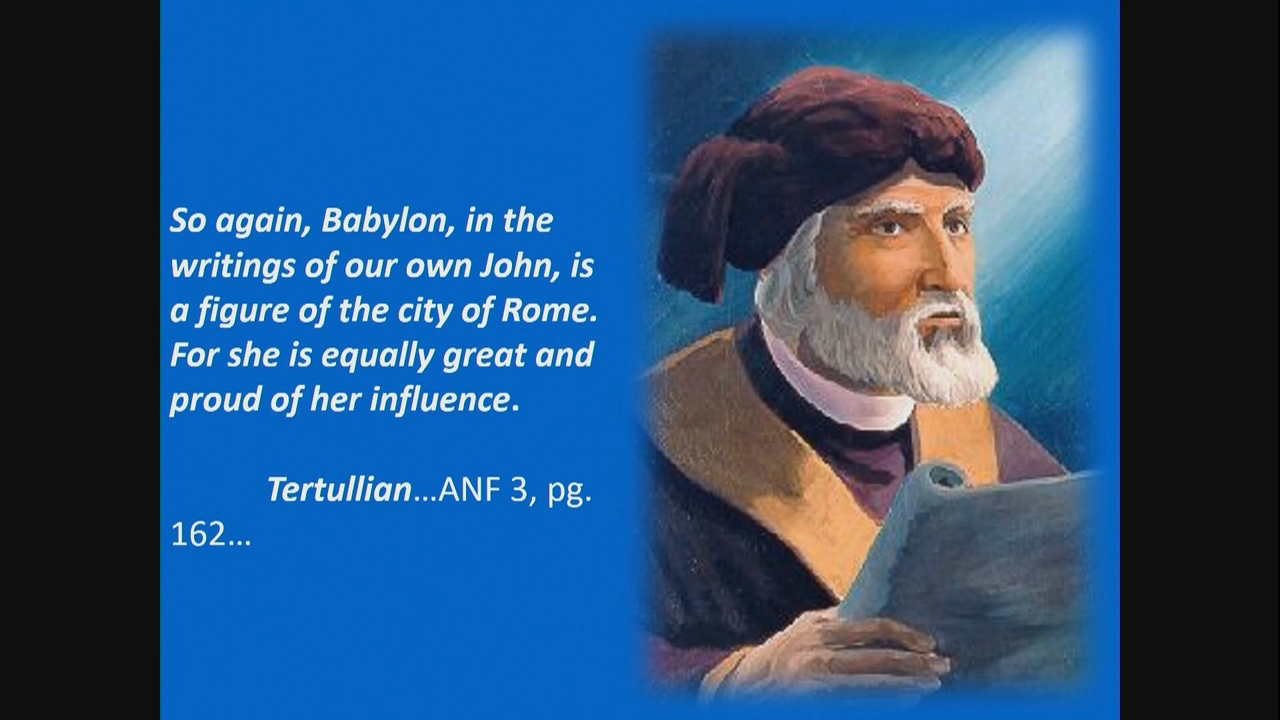 So again, Babylon, in the
writings of our own John, is
a figure of the city of Rome.
For she is equally great and
proud of her influence.
Tertullian...ANF 3, pg.
162...